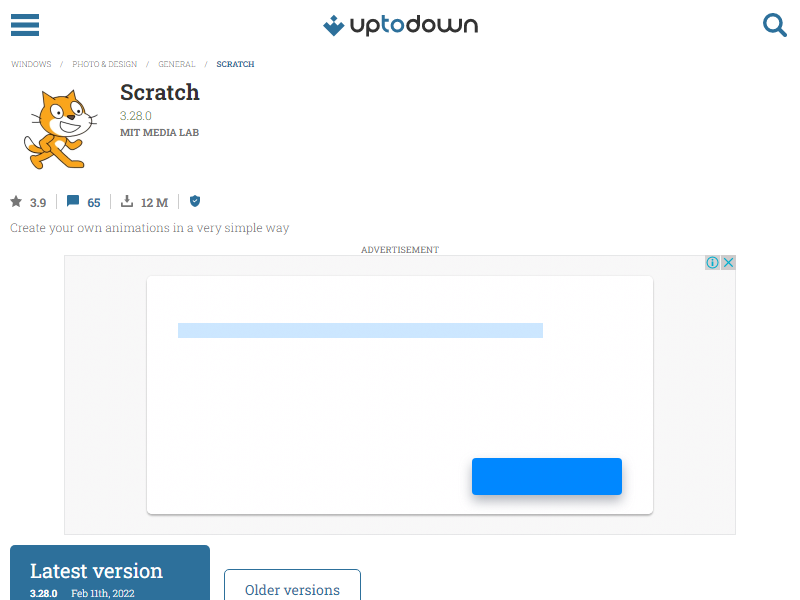 uptodown
WINDOWS / PHOTO & DESIGN / GENERAL / SCRATCH
Scratch
3.28.0
MIT MEDIA LAB
3.9 65 12 M
Create your own animations in a very simple way
ADVERTISEMENT
Latest version
3.28.0 Feb 11th, 2022
Older versions